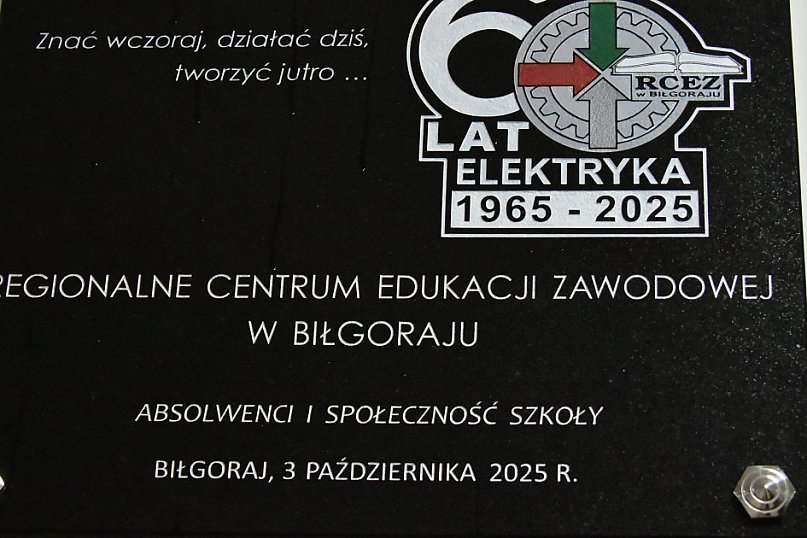 Znać wczoraj, działać dziś,
tworzyć jutro ...
60
RCEZ
W BIŁGORAJU
LAT
ELEKTRYKA
1965 - 2025
REGIONALNE CENTRUM EDUKACJI ZAWODOWEJ
W BIŁGORAJU
ABSOLWENCI I SPOŁECZNOŚĆ SZKOŁY
BIŁGORAJ, 3 PAŹDZIERNIKA 2025 R.